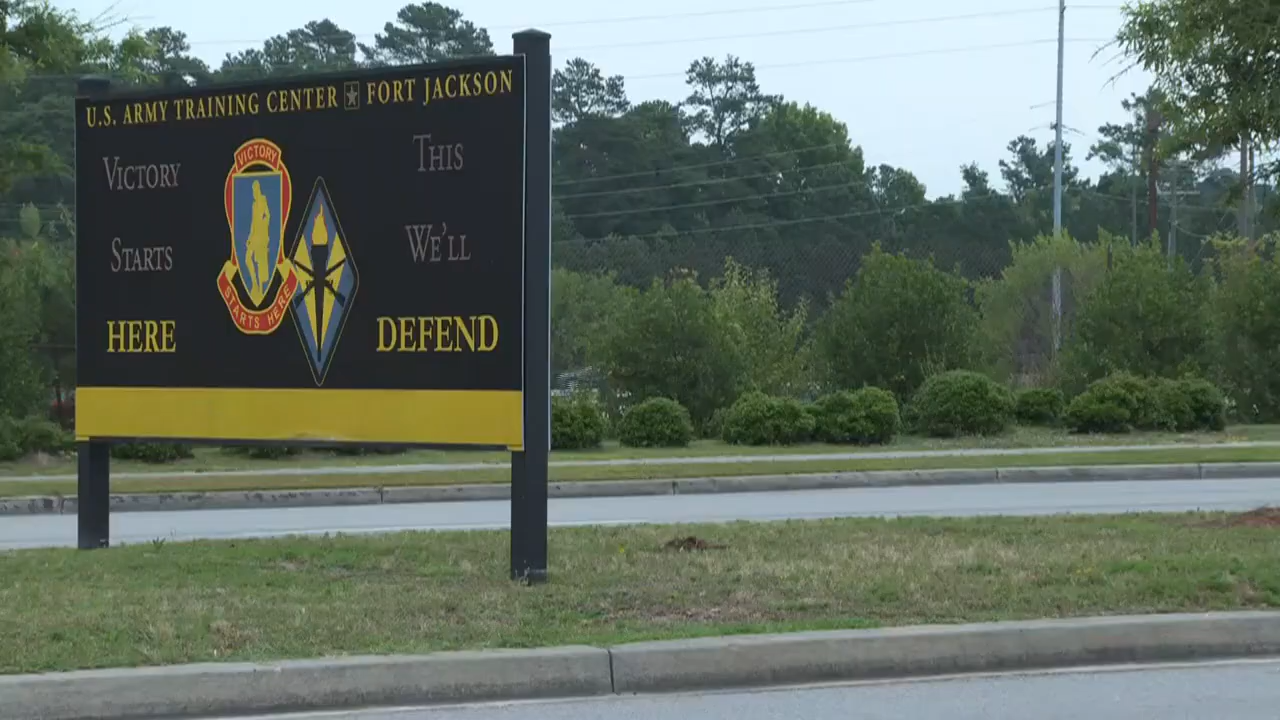 U.S. ARMY TRAINING CENTER FORT JACKSON
VICTORY
STARTS
HERE
VICTORY
STARTS HERE
THIS
WE'LL
DEFEND